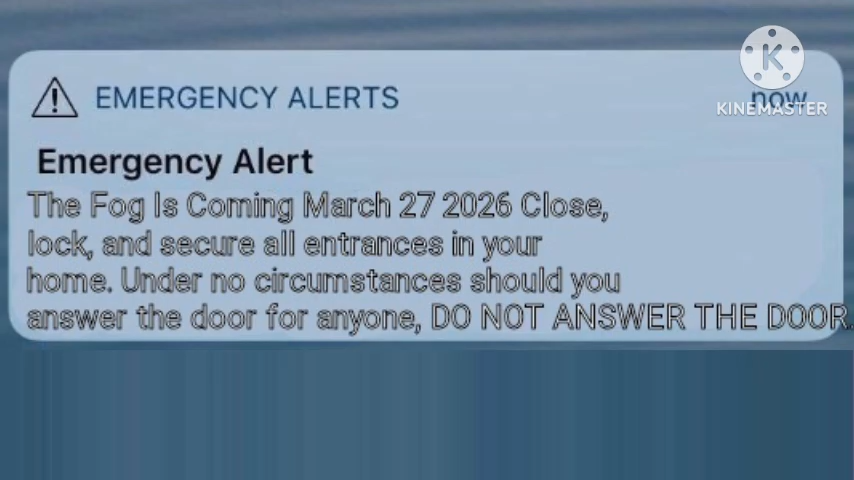 EMERGENCY ALERTS
now
KINEMASTER
Emergency Alert
The Fog Is Coming March 27 2026 Close,
lock, and secure all entrances in your
home. Under no circumstances should you
answer the door for anyone, DO NOT ANSWER THE DOOR.